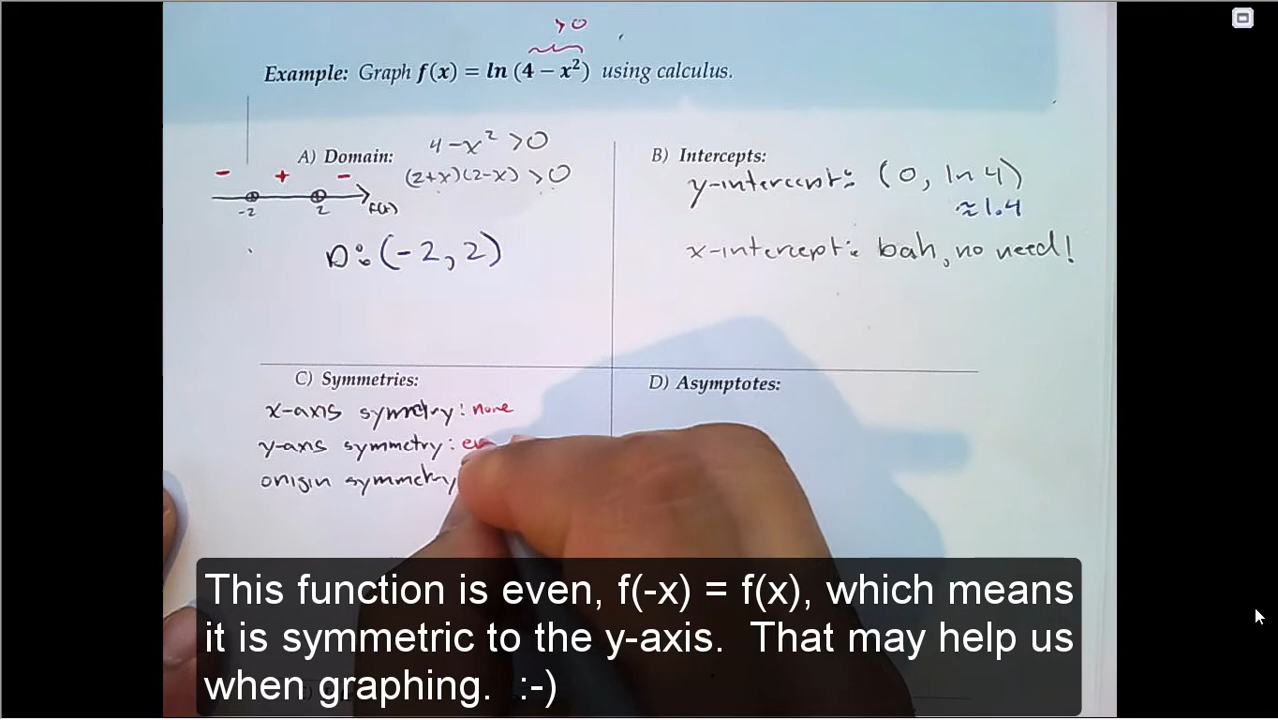 >0
Example: Graph f(x) = ln (4 − x²) using calculus.
A) Domain:
4-x² >0
(2+x)(2-x) >0
- + -
-2 2 f(x)
D: (-2, 2)
B) Intercepts:
y-intercept: (0, ln 4)
≈1.4
x-intercept: bah, no need!
C) Symmetries:
x-axis symmetry: none
y-axis symmetry:
origin symmetry
D) Asymptotes:
This function is even, f(-x) = f(x), which means
it is symmetric to the y-axis. That may help us
when graphing. :-)